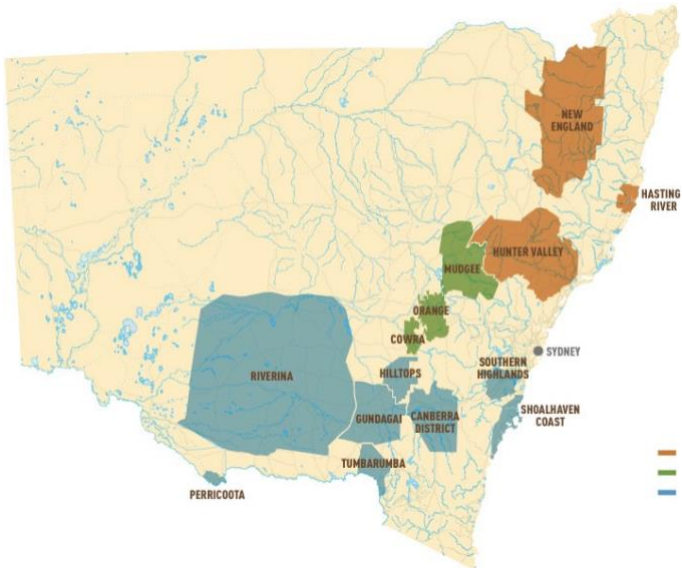 NEW
ENGLAND
HASTING
RIVER
HUNTER VALLEY
MUDGEE
ORANGE
COWRA
SYDNEY
HILLTOPS
SOUTHERN
HIGHLANDS
RIVERINA
GUNDAGAI
CANBERRA
DISTRICT
SHOALHAVEN
COAST
TUMBARUMBA
PERRICOOTA